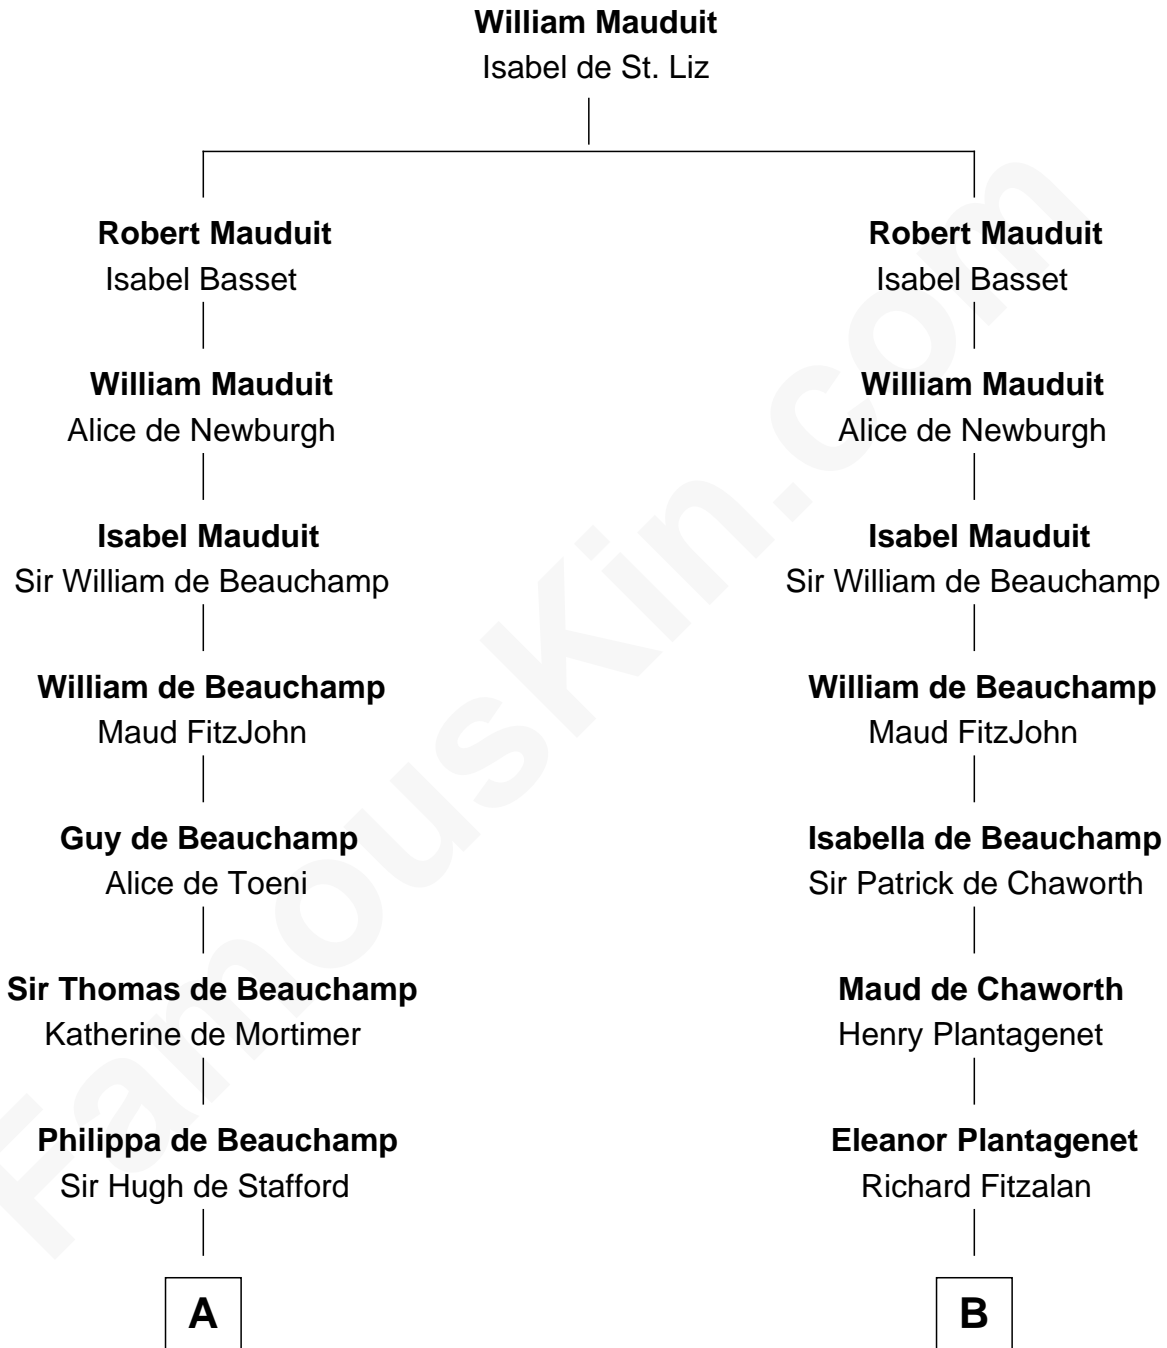 William Mauduit
Isabel de St. Liz
Robert Mauduit
Isabel Basset
Robert Mauduit
Isabel Basset
William Mauduit
Alice de Newburgh
William Mauduit
Alice de Newburgh
Isabel Mauduit
Sir William de Beauchamp
Isabel Mauduit
Sir William de Beauchamp
William de Beauchamp
Maud FitzJohn
William de Beauchamp
Maud FitzJohn
Guy de Beauchamp
Alice de Toeni
Isabella de Beauchamp
Sir Patrick de Chaworth
Sir Thomas de Beauchamp
Katherine de Mortimer
Maud de Chaworth
Henry Plantagenet
Philippa de Beauchamp
Sir Hugh de Stafford
Eleanor Plantagenet
Richard Fitzalan
A
B
FamousKin.com